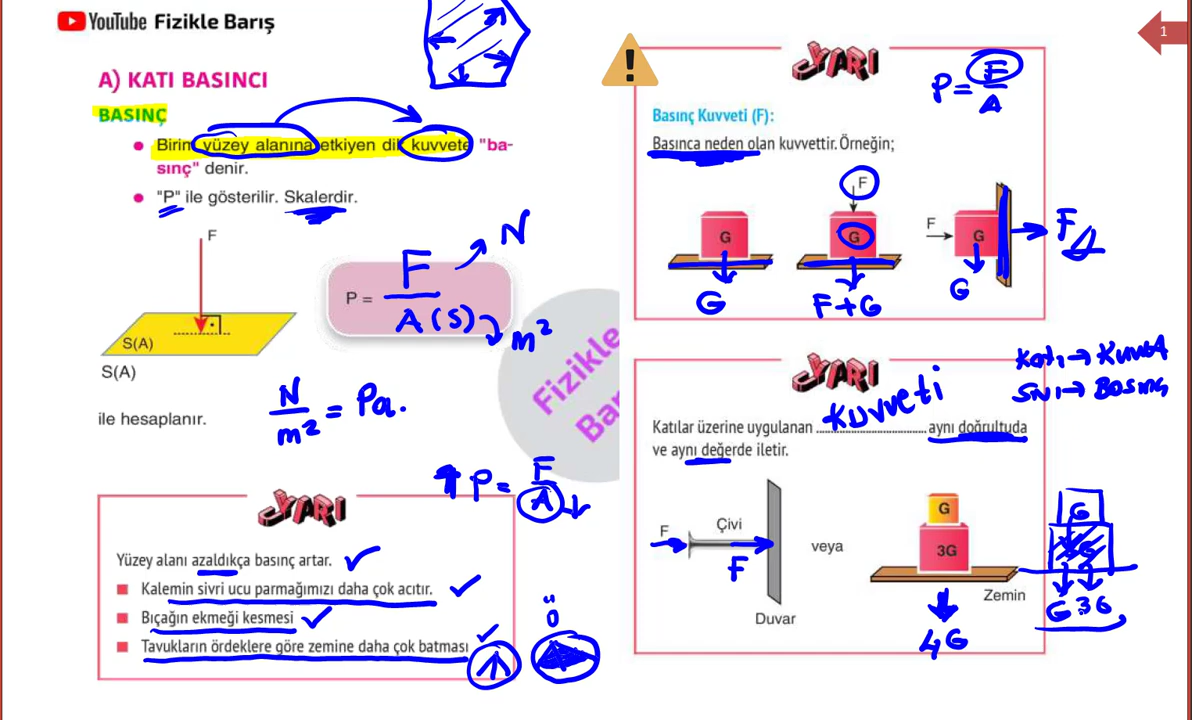 YouTube Fizikle Barış
1
A) KATI BASINCI
BASINÇ
Birim yüzey alanına etkiyen dik kuvvete "ba-
sınç" denir.
"P" ile gösterilir. Skalerdir.
F
S(A)
S(A)
P = F / A(S)
N
m²
ile hesaplanır.
N / m² = Pa.
P = F / A
UYARI
Yüzey alanı azaldıkça basınç artar.
Kalemin sivri ucu parmağımızı daha çok acıtır.
Bıçağın ekmeği kesmesi
Tavukların ördeklere göre zemine daha çok batması
Ö
Fizikle
Ba
UYARI
P = F / A
Basınç Kuvveti (F):
Basınca neden olan kuvvettir. Örneğin;
G
G
F
G
F+G
F
G
G
F
UYARI
Katı → Kuvvet
Sıvı → Basınç
Katılar üzerine uygulanan kuvveti aynı doğrultuda
ve aynı değerde iletir.
F
Çivi
F
Duvar
veya
G
3G
Zemin
4G
G
3G
G 3G